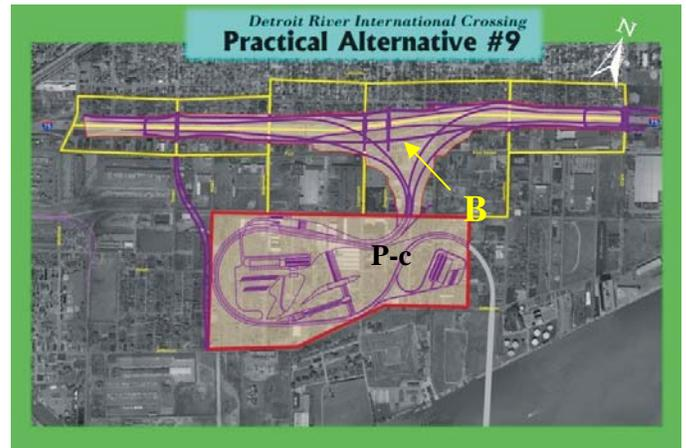 Detroit River International Crossing
Practical Alternative #9
N
75
75
B
P-c